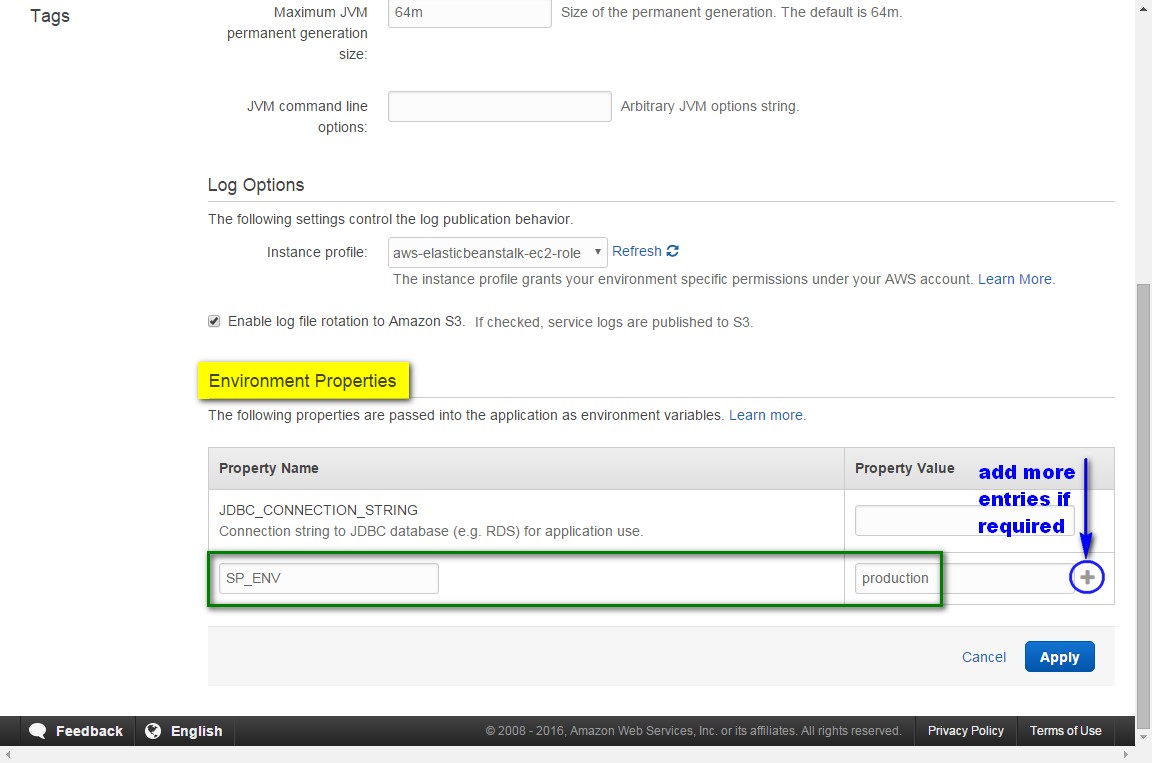 Tags
Maximum JVM
permanent generation
size:
64m
Size of the permanent generation. The default is 64m.
JVM command line
options:
Arbitrary JVM options string.
Log Options
The following settings control the log publication behavior.
Instance profile:
aws-elasticbeanstalk-ec2-role
Refresh
The instance profile grants your environment specific permissions under your AWS account. Learn More.
Enable log file rotation to Amazon S3. If checked, service logs are published to S3.
Environment Properties
The following properties are passed into the application as environment variables. Learn more.
Property Name
Property Value
add more
entries if
required
JDBC_CONNECTION_STRING
Connection string to JDBC database (e.g. RDS) for application use.
SP_ENV
production
Cancel
Apply
Feedback
English
© 2008 - 2016, Amazon Web Services, Inc. or its affiliates. All rights reserved.
Privacy Policy
Terms of Use